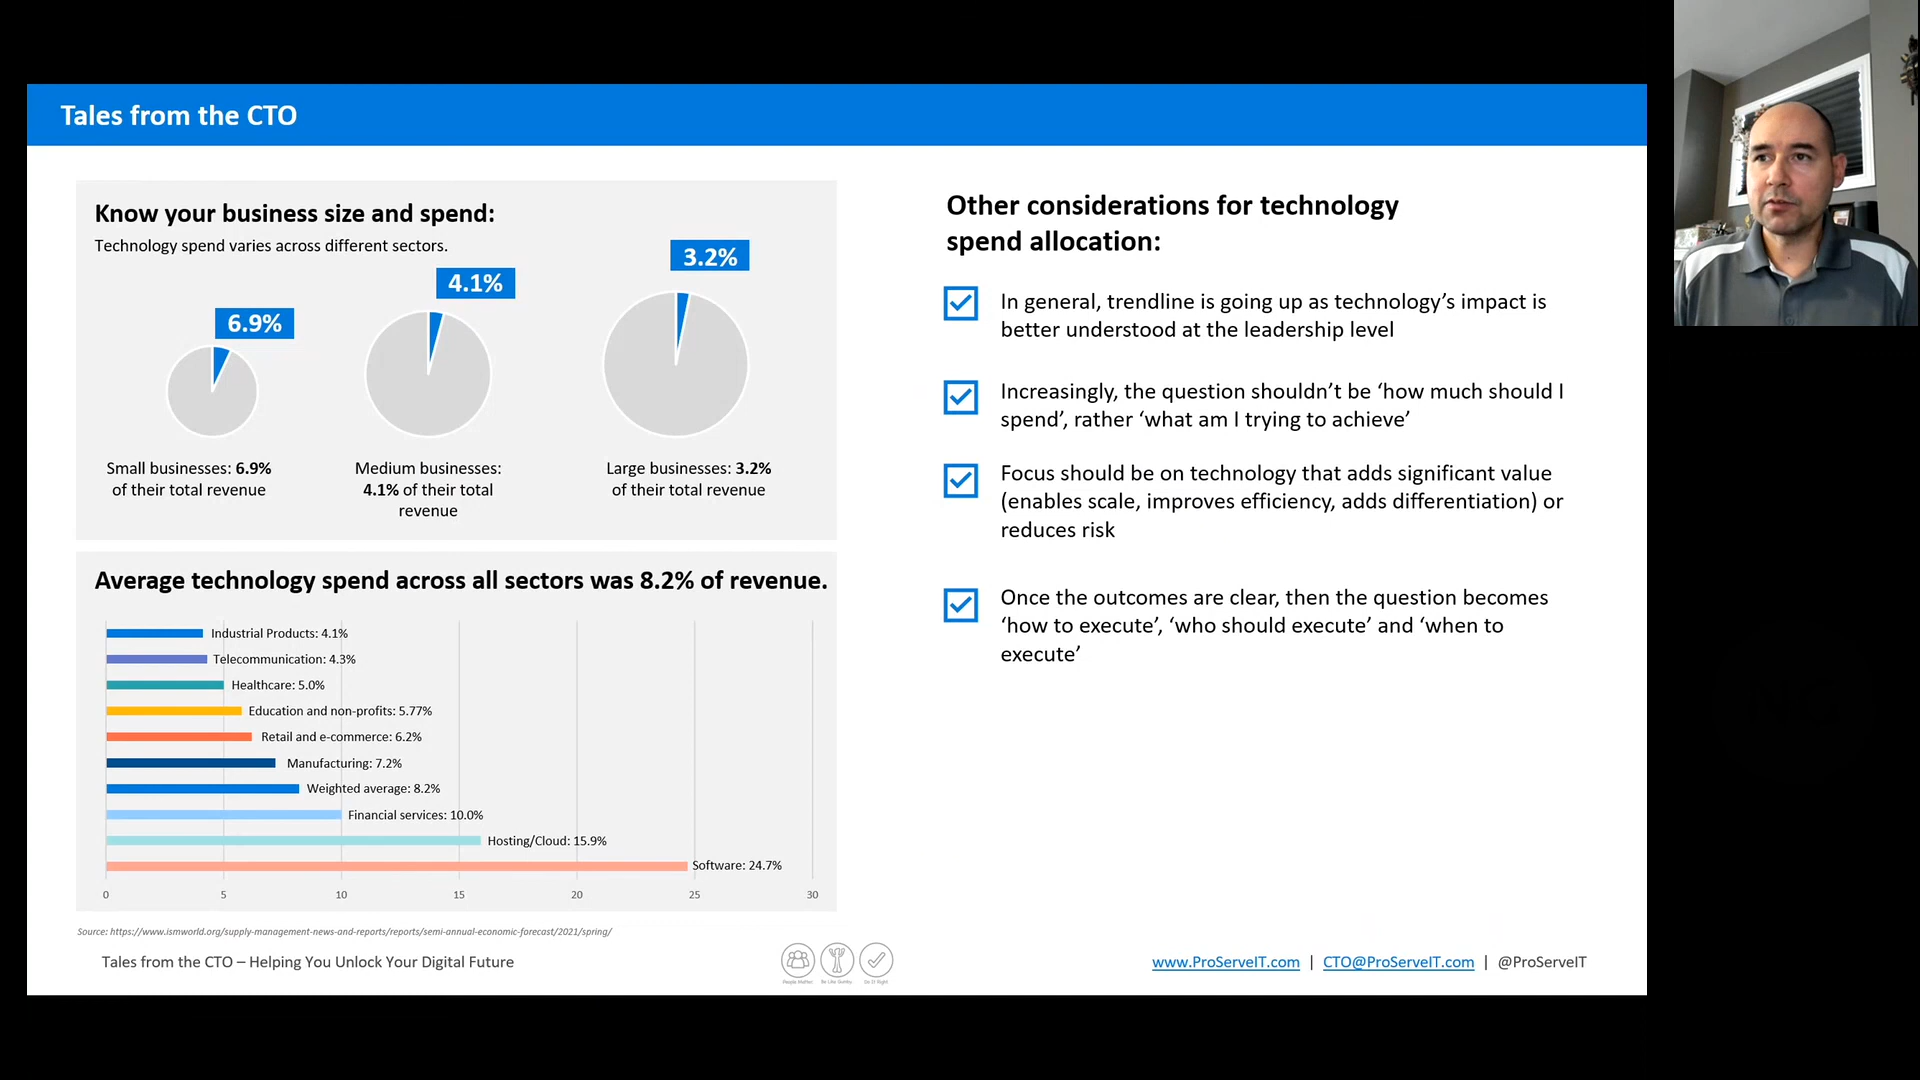 Tales from the CTO
Know your business size and spend:
Technology spend varies across different sectors.
6.9%
4.1%
3.2%
Small businesses: 6.9%
of their total revenue
Medium businesses:
4.1% of their total
revenue
Large businesses: 3.2%
of their total revenue
Average technology spend across all sectors was 8.2% of revenue.
Industrial Products: 4.1%
Telecommunication: 4.3%
Healthcare: 5.0%
Education and non-profits: 5.77%
Retail and e-commerce: 6.2%
Manufacturing: 7.2%
Weighted average: 8.2%
Financial services: 10.0%
Hosting/Cloud: 15.9%
Software: 24.7%
0 5 10 15 20 25 30
Source: https://www.ismworld.org/supply-management-news-and-reports/reports/semi-annual-economic-forecast/2021/spring/
Other considerations for technology
spend allocation:
In general, trendline is going up as technology’s impact is
better understood at the leadership level
Increasingly, the question shouldn’t be ‘how much should I
spend’, rather ‘what am I trying to achieve’
Focus should be on technology that adds significant value
(enables scale, improves efficiency, adds differentiation) or
reduces risk
Once the outcomes are clear, then the question becomes
‘how to execute’, ‘who should execute’ and ‘when to
execute’
Tales from the CTO – Helping You Unlock Your Digital Future
People Matter
Be Like Gumby
Do It Right
www.ProServeIT.com | CTO@ProServeIT.com | @ProServeIT